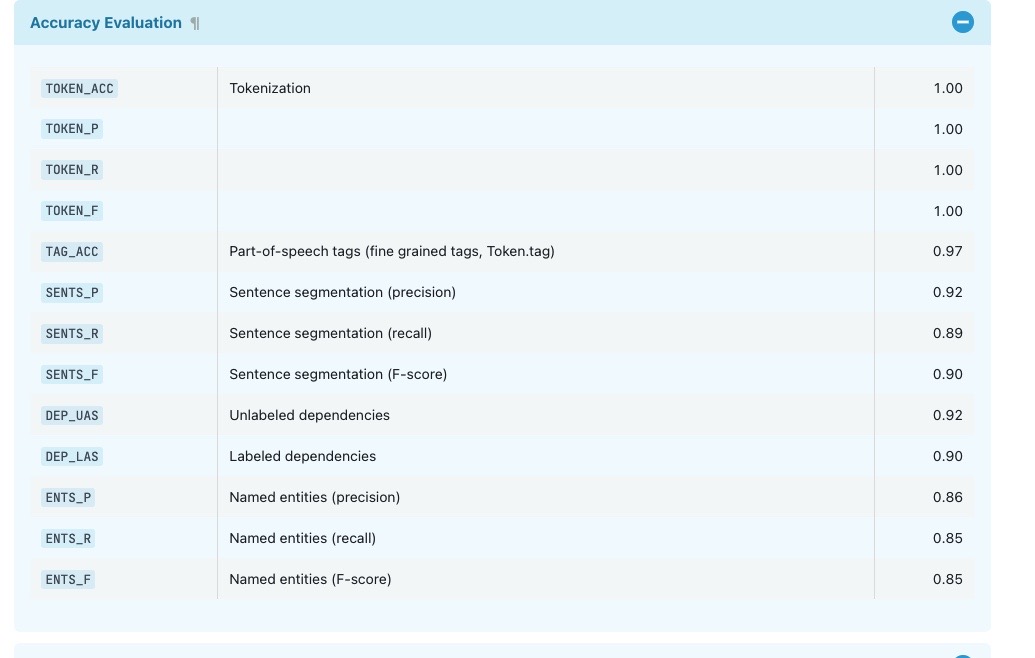 Accuracy Evaluation ¶
TOKEN_ACC Tokenization 1.00
TOKEN_P 1.00
TOKEN_R 1.00
TOKEN_F 1.00
TAG_ACC Part-of-speech tags (fine grained tags, Token.tag) 0.97
SENTS_P Sentence segmentation (precision) 0.92
SENTS_R Sentence segmentation (recall) 0.89
SENTS_F Sentence segmentation (F-score) 0.90
DEP_UAS Unlabeled dependencies 0.92
DEP_LAS Labeled dependencies 0.90
ENTS_P Named entities (precision) 0.86
ENTS_R Named entities (recall) 0.85
ENTS_F Named entities (F-score) 0.85